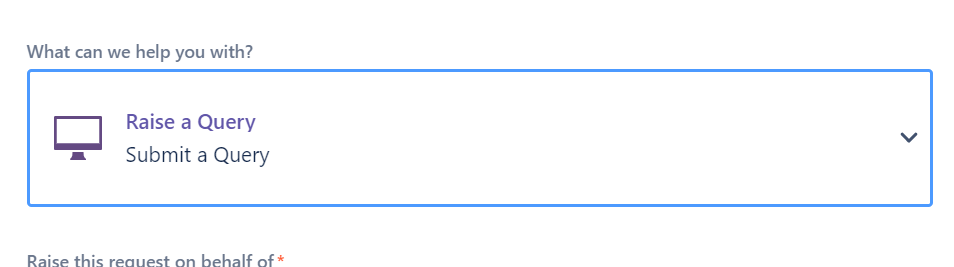 What can we help you with?
Raise a Query
Submit a Query
Raise this request on behalf of*